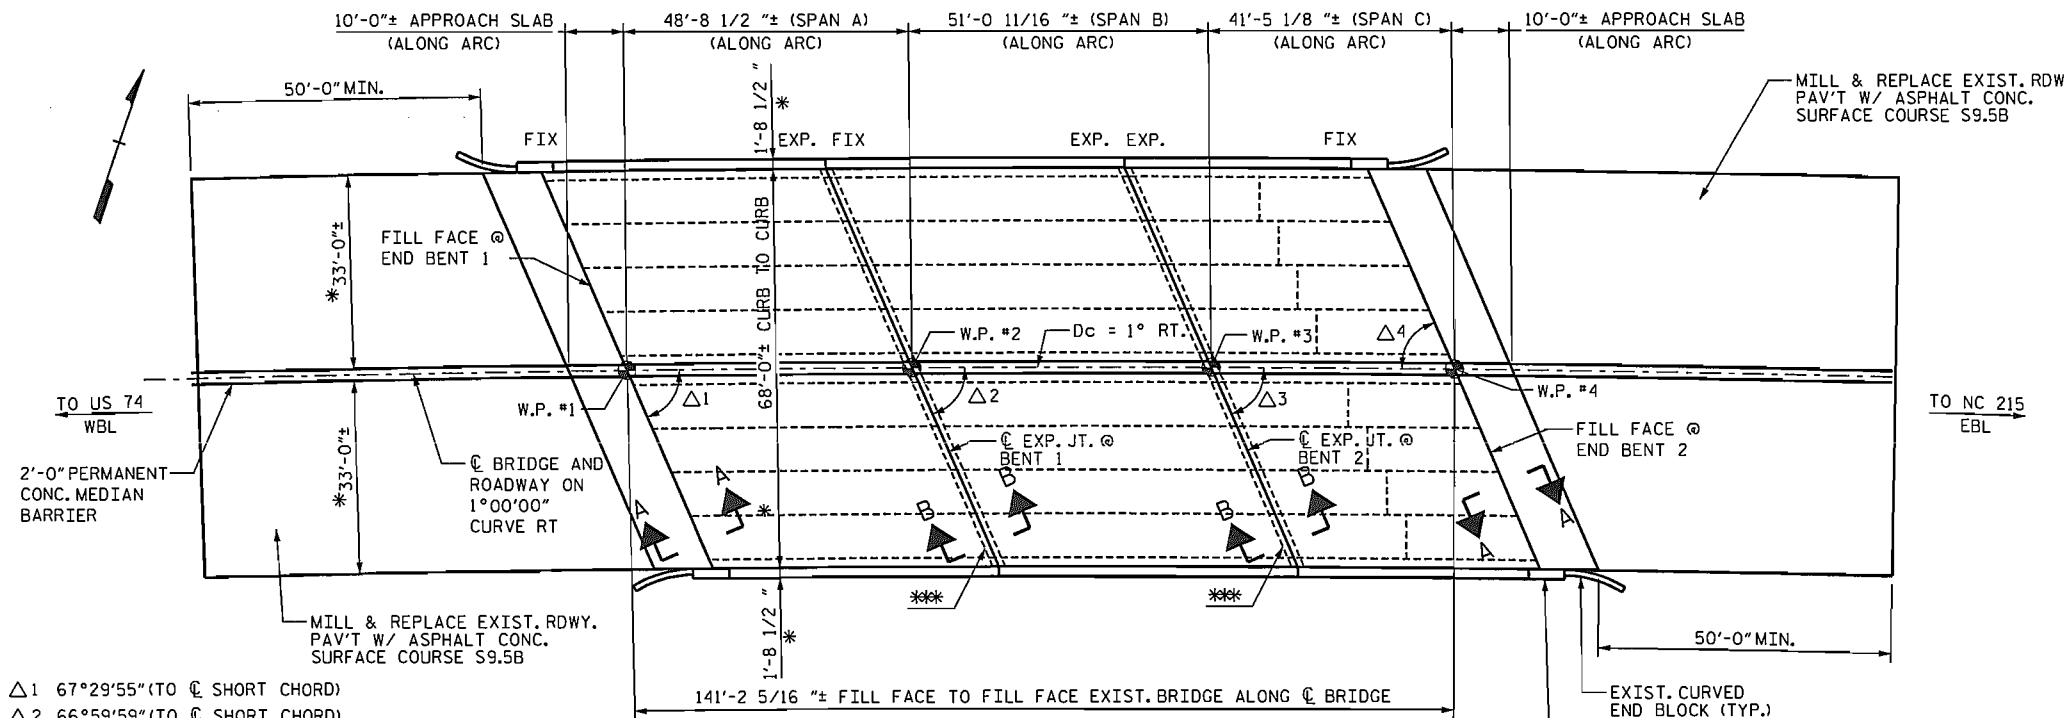 10'-0"± APPROACH SLAB
(ALONG ARC)
48'-8 1/2 "± (SPAN A)
(ALONG ARC)
51'-0 11/16 "± (SPAN B)
(ALONG ARC)
41'-5 1/8 "± (SPAN C)
(ALONG ARC)
10'-0"± APPROACH SLAB
(ALONG ARC)
50'-0" MIN.
1'-8 1/2 "
*
MILL & REPLACE EXIST. RDW
PAV'T W/ ASPHALT CONC.
SURFACE COURSE S9.5B
FIX
EXP. FIX
EXP. EXP.
FIX
FILL FACE @
END BENT 1
*33'-0"±
68'-0"± CURB TO CURB
*
W.P. #2
Dc = 1° RT.
W.P. #3
△4
TO US 74
WBL
W.P. #1
△1
△2
△3
W.P. #4
TO NC 215
EBL
2'-0" PERMANENT
CONC. MEDIAN
BARRIER
*33'-0"±
℄ BRIDGE AND
ROADWAY ON
1°00'00"
CURVE RT
℄ EXP. JT. @
BENT 1
℄ EXP. JT. @
BENT 2
FILL FACE @
END BENT 2
A
A
B
B
B
B
A
A
***
***
MILL & REPLACE EXIST. RDWY.
PAV'T W/ ASPHALT CONC.
SURFACE COURSE S9.5B
1'-8 1/2 "
*
50'-0" MIN.
△1 67°29'55" (TO ℄ SHORT CHORD)
△2 66°59'59" (TO ℄ SHORT CHORD)
141'-2 5/16 "± FILL FACE TO FILL FACE EXIST. BRIDGE ALONG ℄ BRIDGE
EXIST. CURVED
END BLOCK (TYP.)